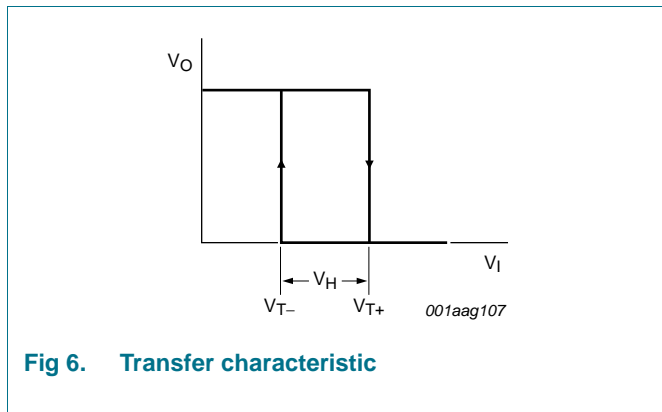 VO
VH
VI
VT−
VT+
001aag107
Fig 6. Transfer characteristic